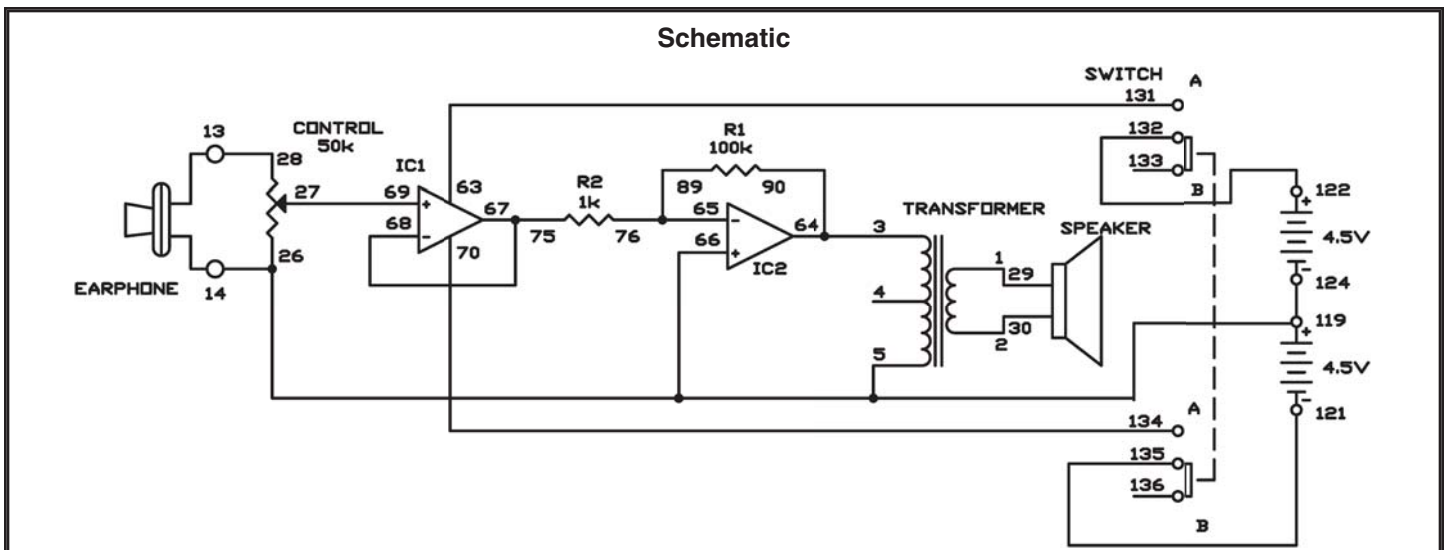 Schematic
SWITCH
A
131
132
133
B
13
28
CONTROL
50k
27
26
14
EARPHONE
IC1
69
63
68
67
70
R2
1k
75
76
R1
100k
89
90
65
66
64
IC2
TRANSFORMER
3
4
5
1
29
30
2
SPEAKER
122
+
4.5V
-
124
119
+
4.5V
-
121
A
134
135
136
B
+
-
-
+